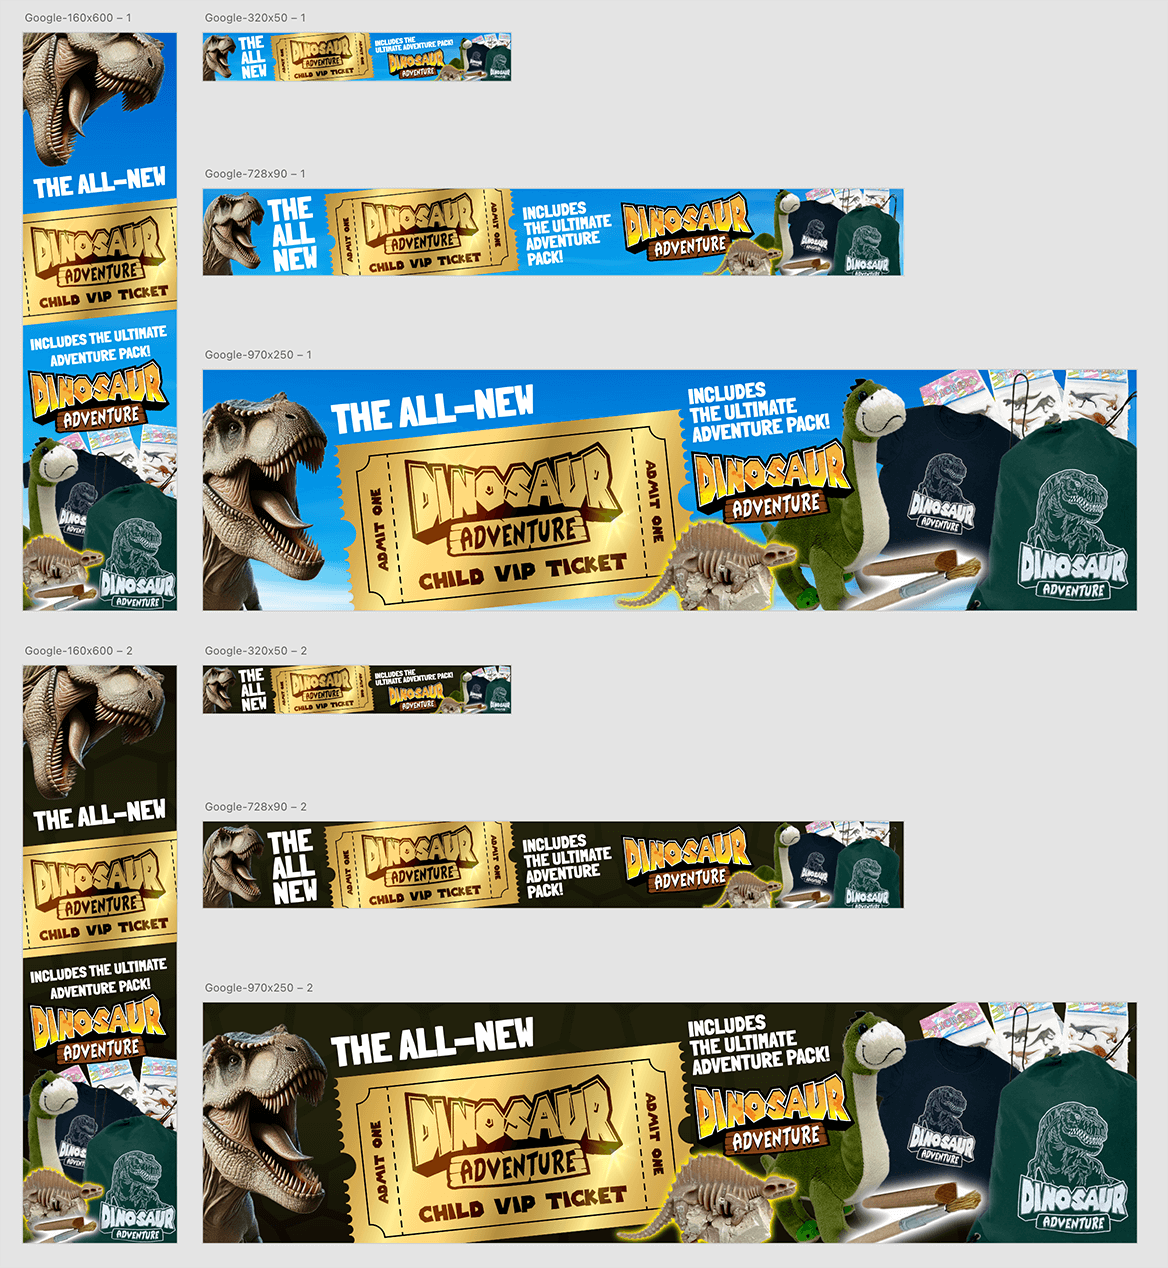 Google-160x600 – 1
THE ALL-NEW
DINOSAUR
ADVENTURE
CHILD VIP TICKET
INCLUDES THE ULTIMATE
ADVENTURE PACK!
DINOSAUR
ADVENTURE
DINOSAUR
ADVENTURE
Google-320x50 – 1
THE
ALL
NEW
ADMIT ONE
DINOSAUR
ADVENTURE
CHILD VIP TICKET
INCLUDES THE
ULTIMATE ADVENTURE PACK!
DINOSAUR
ADVENTURE
DINOSAUR
Google-728x90 – 1
THE
ALL
NEW
ADMIT ONE
DINOSAUR
ADVENTURE
CHILD VIP TICKET
ADMIT ONE
INCLUDES
THE ULTIMATE
ADVENTURE
PACK!
DINOSAUR
ADVENTURE
DINOSAUR
DINOSAUR
Google-970x250 – 1
THE ALL-NEW
ADMIT ONE
DINOSAUR
ADVENTURE
CHILD VIP TICKET
ADMIT ONE
INCLUDES
THE ULTIMATE
ADVENTURE PACK!
DINOSAUR
ADVENTURE
DINOSAUR
ADVENTURE
DINOSAUR
ADVENTURE
Google-160x600 – 2
THE ALL-NEW
DINOSAUR
ADVENTURE
CHILD VIP TICKET
INCLUDES THE ULTIMATE
ADVENTURE PACK!
DINOSAUR
ADVENTURE
DINOSAUR
ADVENTURE
Google-320x50 – 2
THE
ALL
NEW
ADMIT ONE
DINOSAUR
ADVENTURE
CHILD VIP TICKET
INCLUDES THE
ULTIMATE ADVENTURE PACK!
DINOSAUR
ADVENTURE
DINOSAUR
Google-728x90 – 2
THE
ALL
NEW
ADMIT ONE
DINOSAUR
ADVENTURE
CHILD VIP TICKET
ADMIT ONE
INCLUDES
THE ULTIMATE
ADVENTURE
PACK!
DINOSAUR
ADVENTURE
DINOSAUR
DINOSAUR
Google-970x250 – 2
THE ALL-NEW
ADMIT ONE
DINOSAUR
ADVENTURE
CHILD VIP TICKET
ADMIT ONE
INCLUDES
THE ULTIMATE
ADVENTURE PACK!
DINOSAUR
ADVENTURE
DINOSAUR
ADVENTURE
DINOSAUR
ADVENTURE